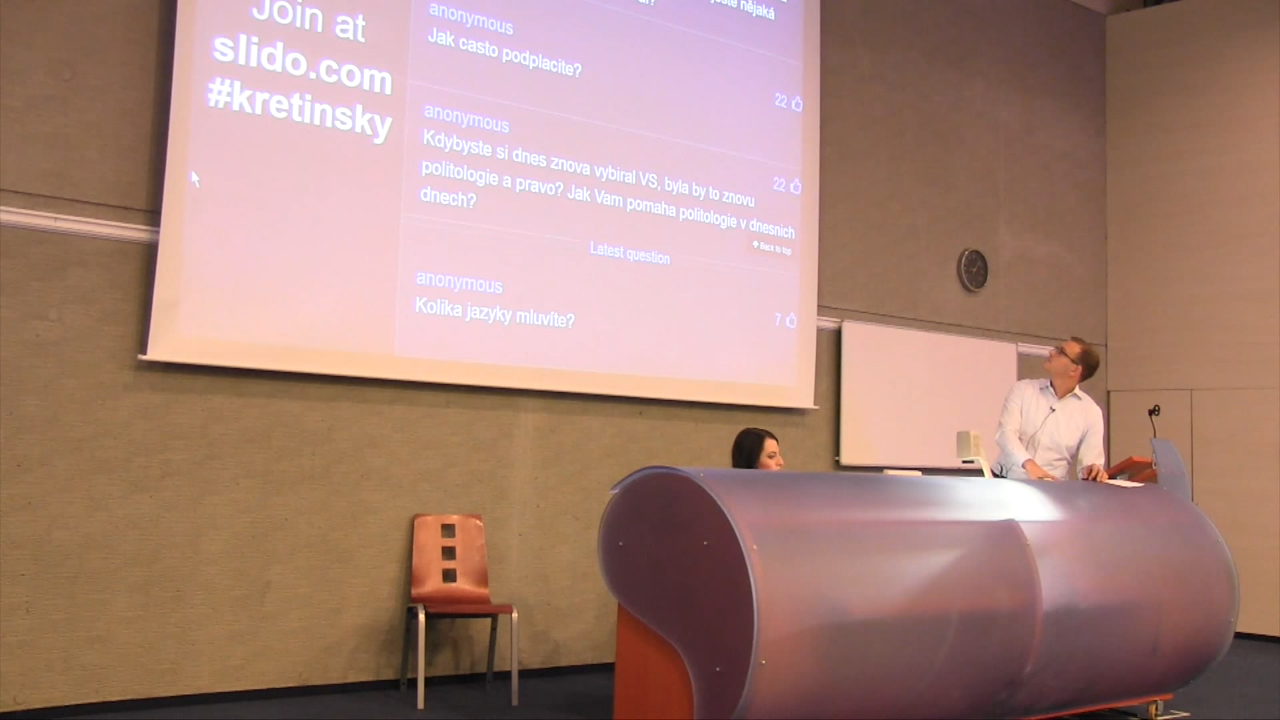 Join at
slido.com
#kretinsky
nějaká
anonymous
Jak casto podplacite?
22
anonymous
Kdybyste si dnes znova vybiral VS, byla by to znovu
politologie a pravo? Jak Vam pomaha politologie v dnesnich
dnech?
22
Back to top
Latest question
anonymous
Kolika jazyky mluvíte?
7